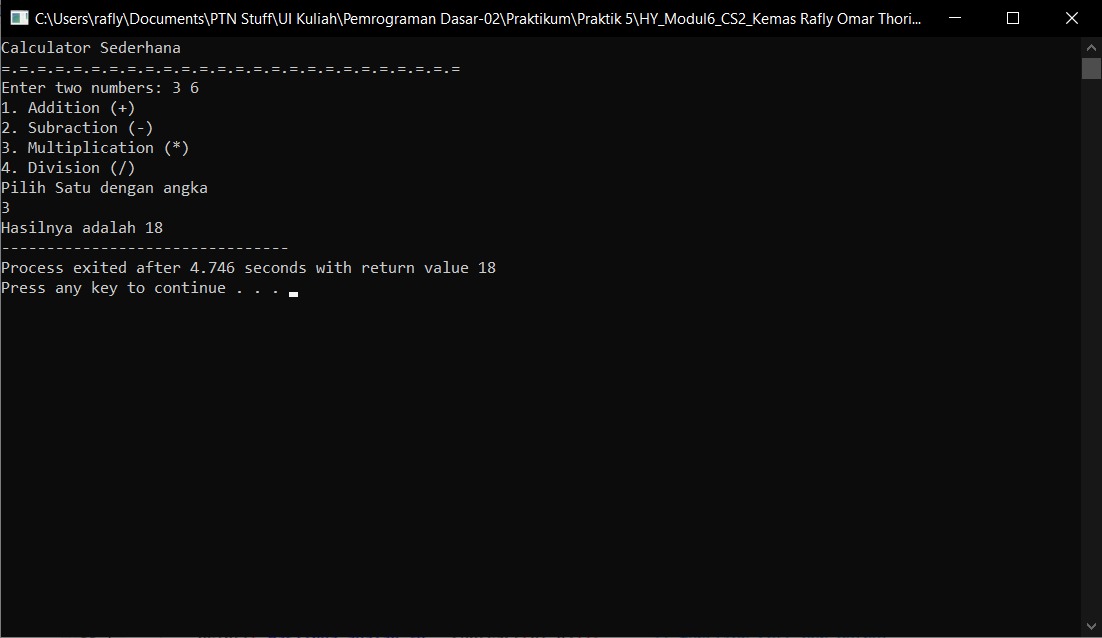 C:\Users\rafly\Documents\PTN Stuff\UI Kuliah\Pemrograman Dasar-02\Praktikum\Praktik 5\HY_Modul6_CS2_Kemas Rafly Omar Thori...
Calculator Sederhana
=.=.=.=.=.=.=.=.=.=.=.=.=.=.=.=.=.=.=.=.=.=.=.=.=.=
Enter two numbers: 3 6
1. Addition (+)
2. Subraction (-)
3. Multiplication (*)
4. Division (/)
Pilih Satu dengan angka
3
Hasilnya adalah 18
--------------------------------
Process exited after 4.746 seconds with return value 18
Press any key to continue . . .